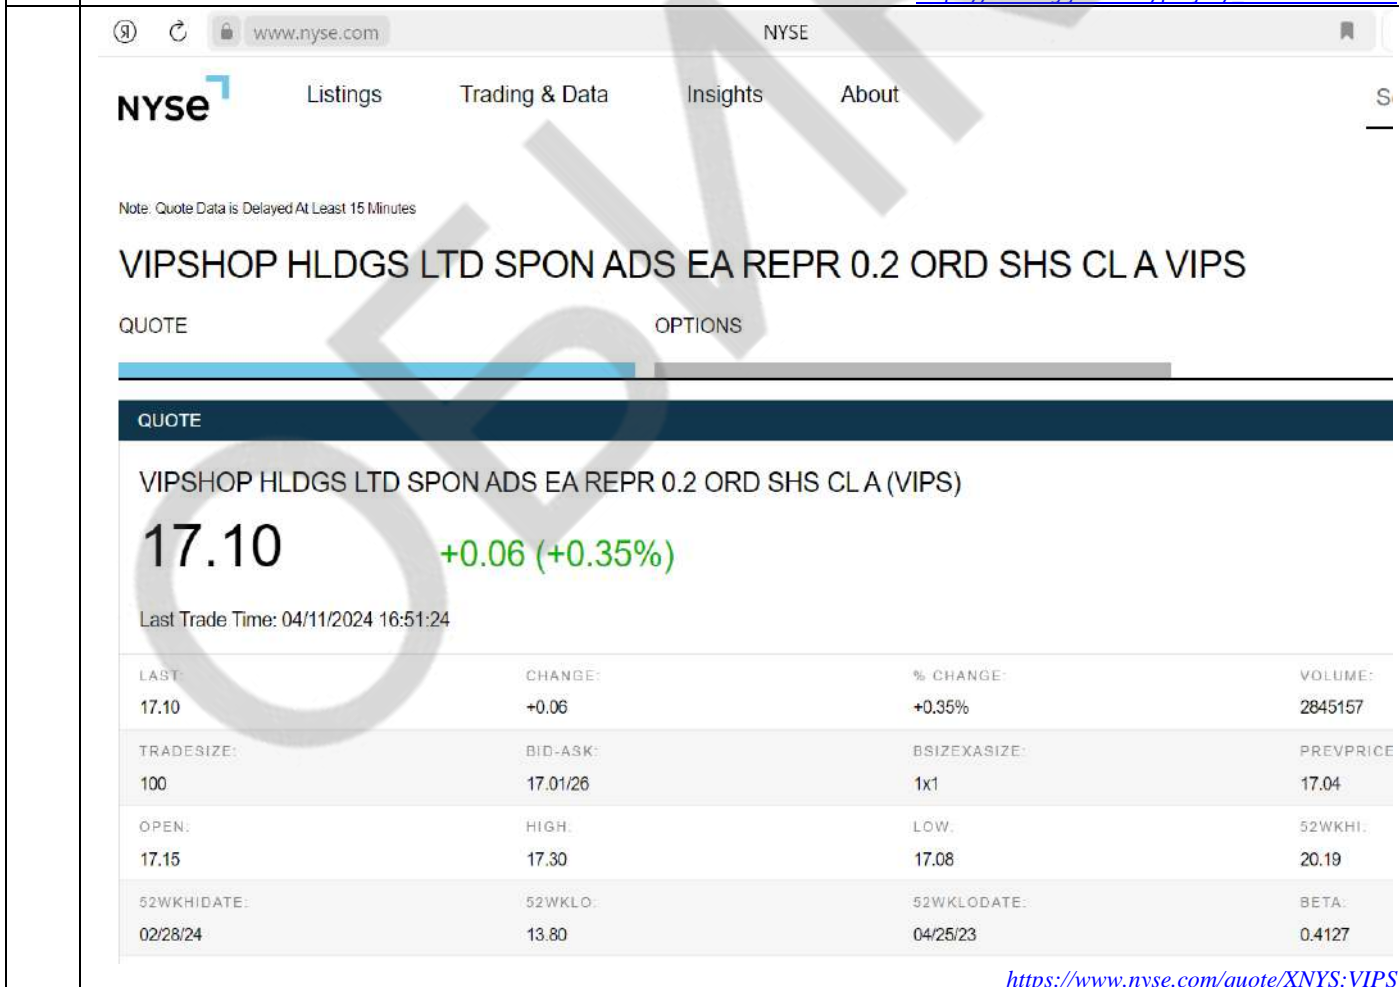 Я www.nyse.com NYSE
NYSE Listings Trading & Data Insights About
Note: Quote Data is Delayed At Least 15 Minutes
VIPSHOP HLDGS LTD SPON ADS EA REPR 0.2 ORD SHS CL A VIPS
QUOTE OPTIONS
QUOTE
VIPSHOP HLDGS LTD SPON ADS EA REPR 0.2 ORD SHS CL A (VIPS)
17.10 +0.06 (+0.35%)
Last Trade Time: 04/11/2024 16:51:24
LAST: CHANGE: % CHANGE: VOLUME:
17.10 +0.06 +0.35% 2845157
TRADESIZE: BID-ASK: BSIZEXASIZE: PREVPRICE
100 17.01/26 1x1 17.04
OPEN: HIGH: LOW: 52WKHI:
17.15 17.30 17.08 20.19
52WKHIDATE: 52WKLO: 52WKLODATE: BETA:
02/28/24 13.80 04/25/23 0.4127
https://www.nyse.com/quote/XNYS:VIPS